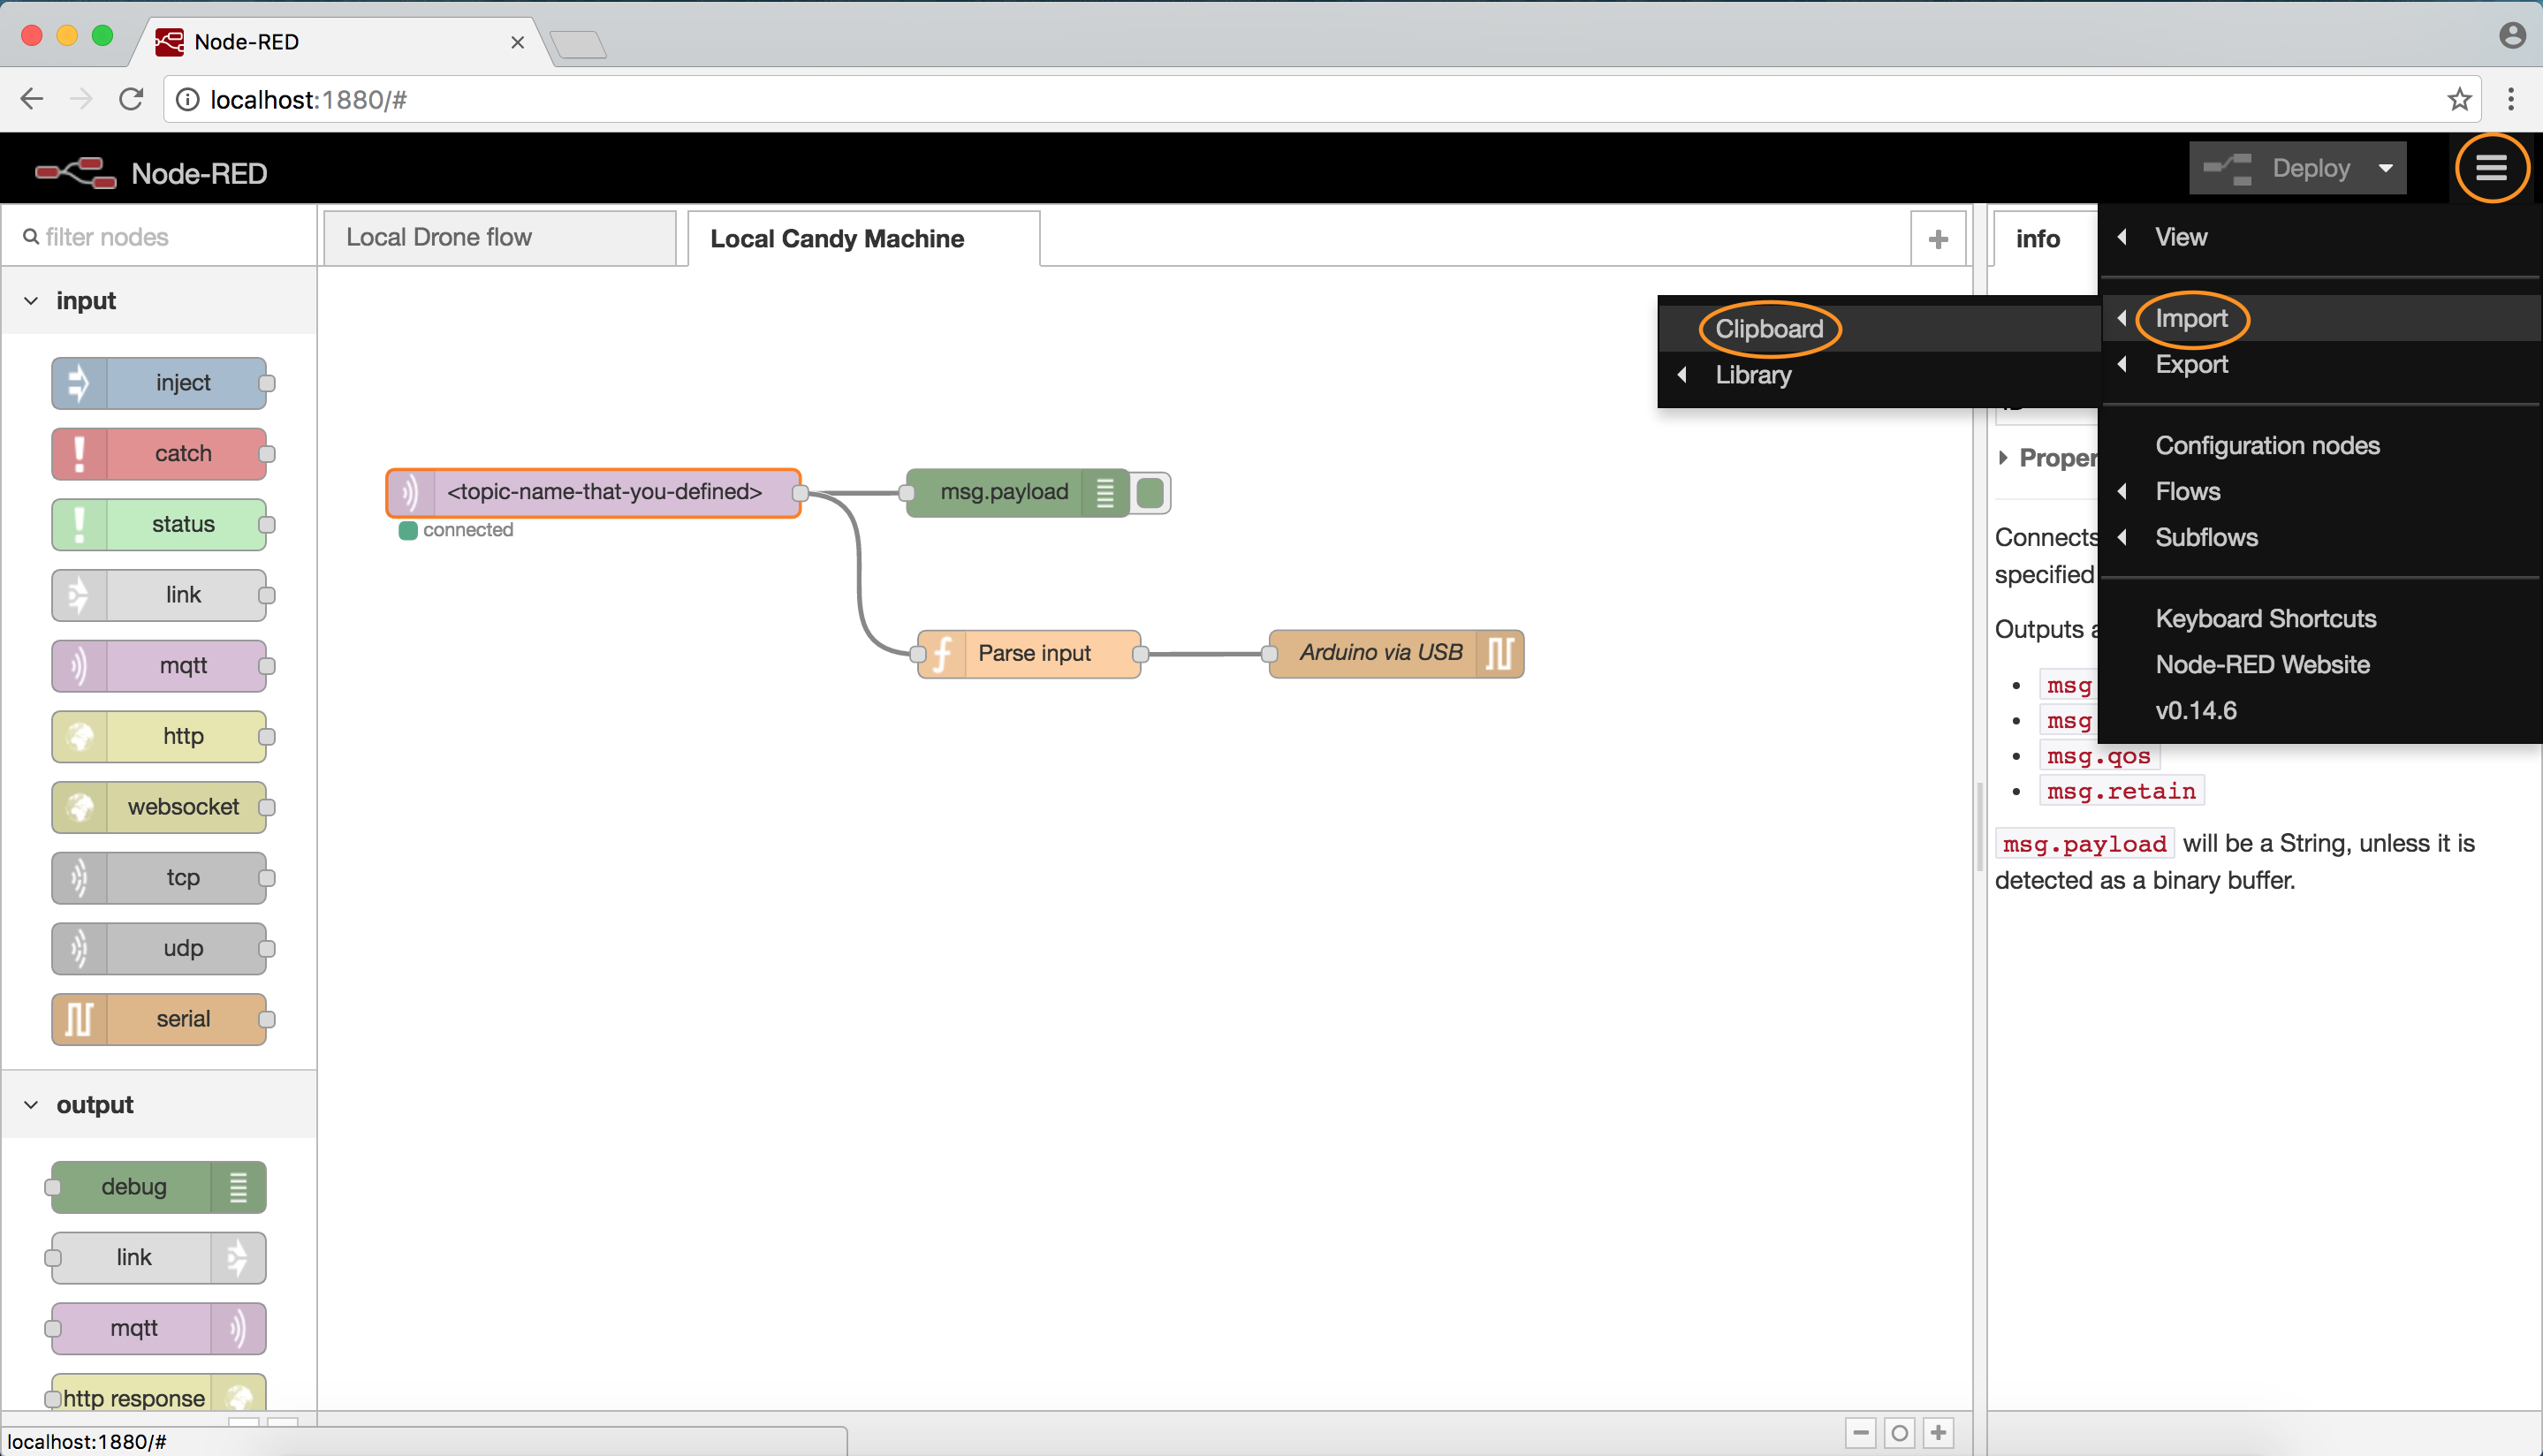 Node-RED
localhost:1880/#
Node-RED
Deploy
filter nodes
Local Drone flow
Local Candy Machine
info
View
Import
Export
Configuration nodes
Flows
Subflows
Keyboard Shortcuts
Node-RED Website
v0.14.6
Clipboard
Library
input
inject
catch
status
link
mqtt
http
websocket
tcp
udp
serial
output
debug
link
mqtt
http response
<topic-name-that-you-defined>
connected
msg.payload
Parse input
Arduino via USB
Connects
specified
Outputs
msg
msg
msg.qos
msg.retain
msg.payload will be a String, unless it is
detected as a binary buffer.
localhost:1880/#